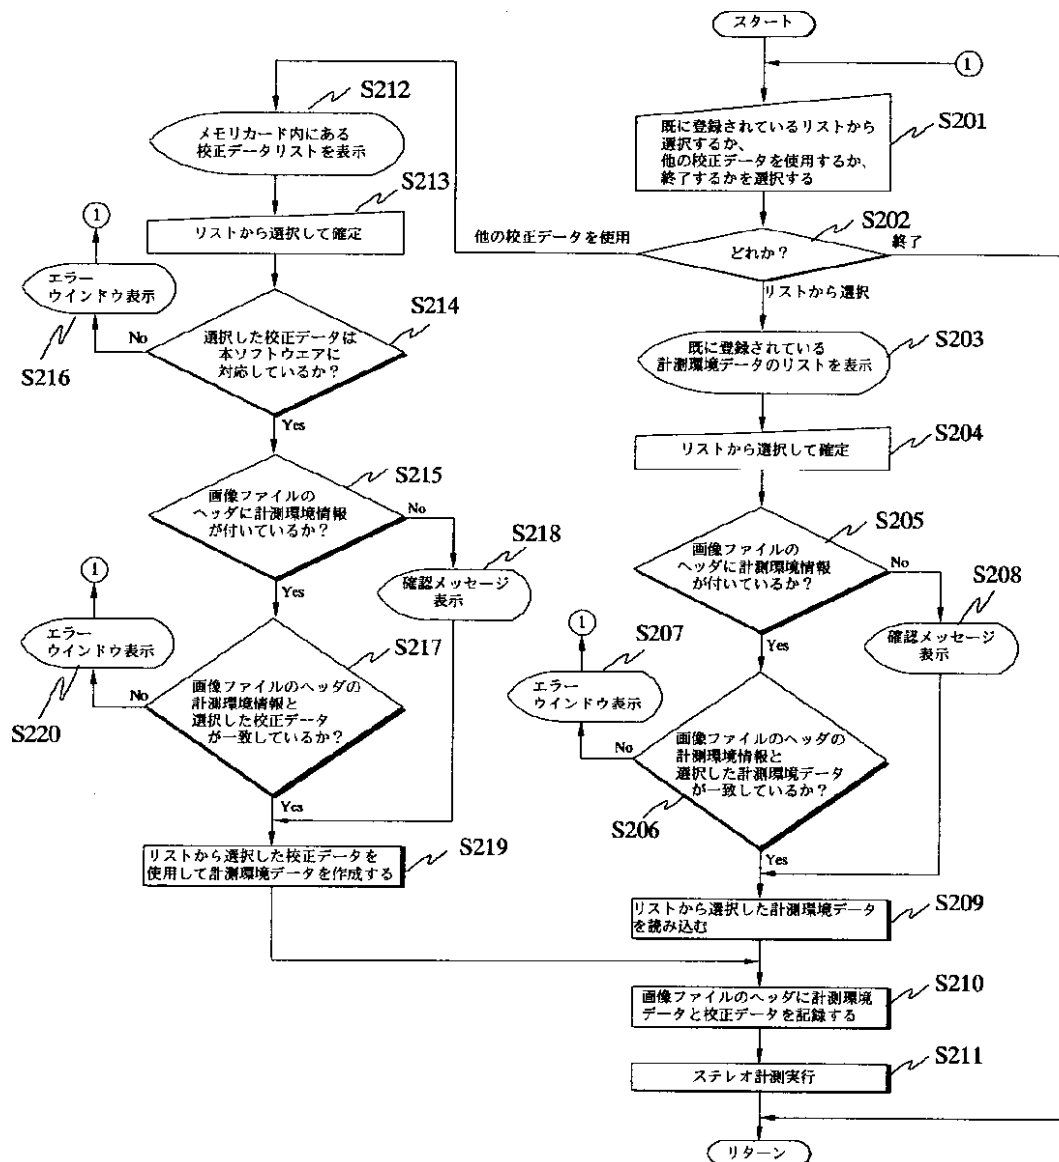 スタート
1
S201
既に登録されているリストから
選択するか、
他の校正データを使用するか、
終了するかを選択する
S202
どれか?
他の校正データを使用
終了
リストから選択
S203
既に登録されている
計測環境データのリストを表示
S204
リストから選択して確定
S205
画像ファイルの
ヘッダに計測環境情報
が付いているか?
No
Yes
S208
確認メッセージ
表示
1
S207
エラー
ウインドウ表示
No
画像ファイルのヘッダの
計測環境情報と
選択した計測環境データ
が一致しているか?
S206
Yes
S209
リストから選択した計測環境データ
を読み込む
S210
画像ファイルのヘッダに計測環境
データと校正データを記録する
S211
ステレオ計測実行
リターン
S212
メモリカード内にある
校正データリストを表示
S213
リストから選択して確定
1
エラー
ウインドウ表示
S216
No
S214
選択した校正データは
本ソフトウエアに
対応しているか?
Yes
S215
画像ファイルの
ヘッダに計測環境情報
が付いているか?
No
Yes
S218
確認メッセージ
表示
1
エラー
ウインドウ表示
S220
No
S217
画像ファイルのヘッダの
計測環境情報と
選択した校正データ
が一致しているか?
Yes
S219
リストから選択した校正データを
使用して計測環境データを作成する